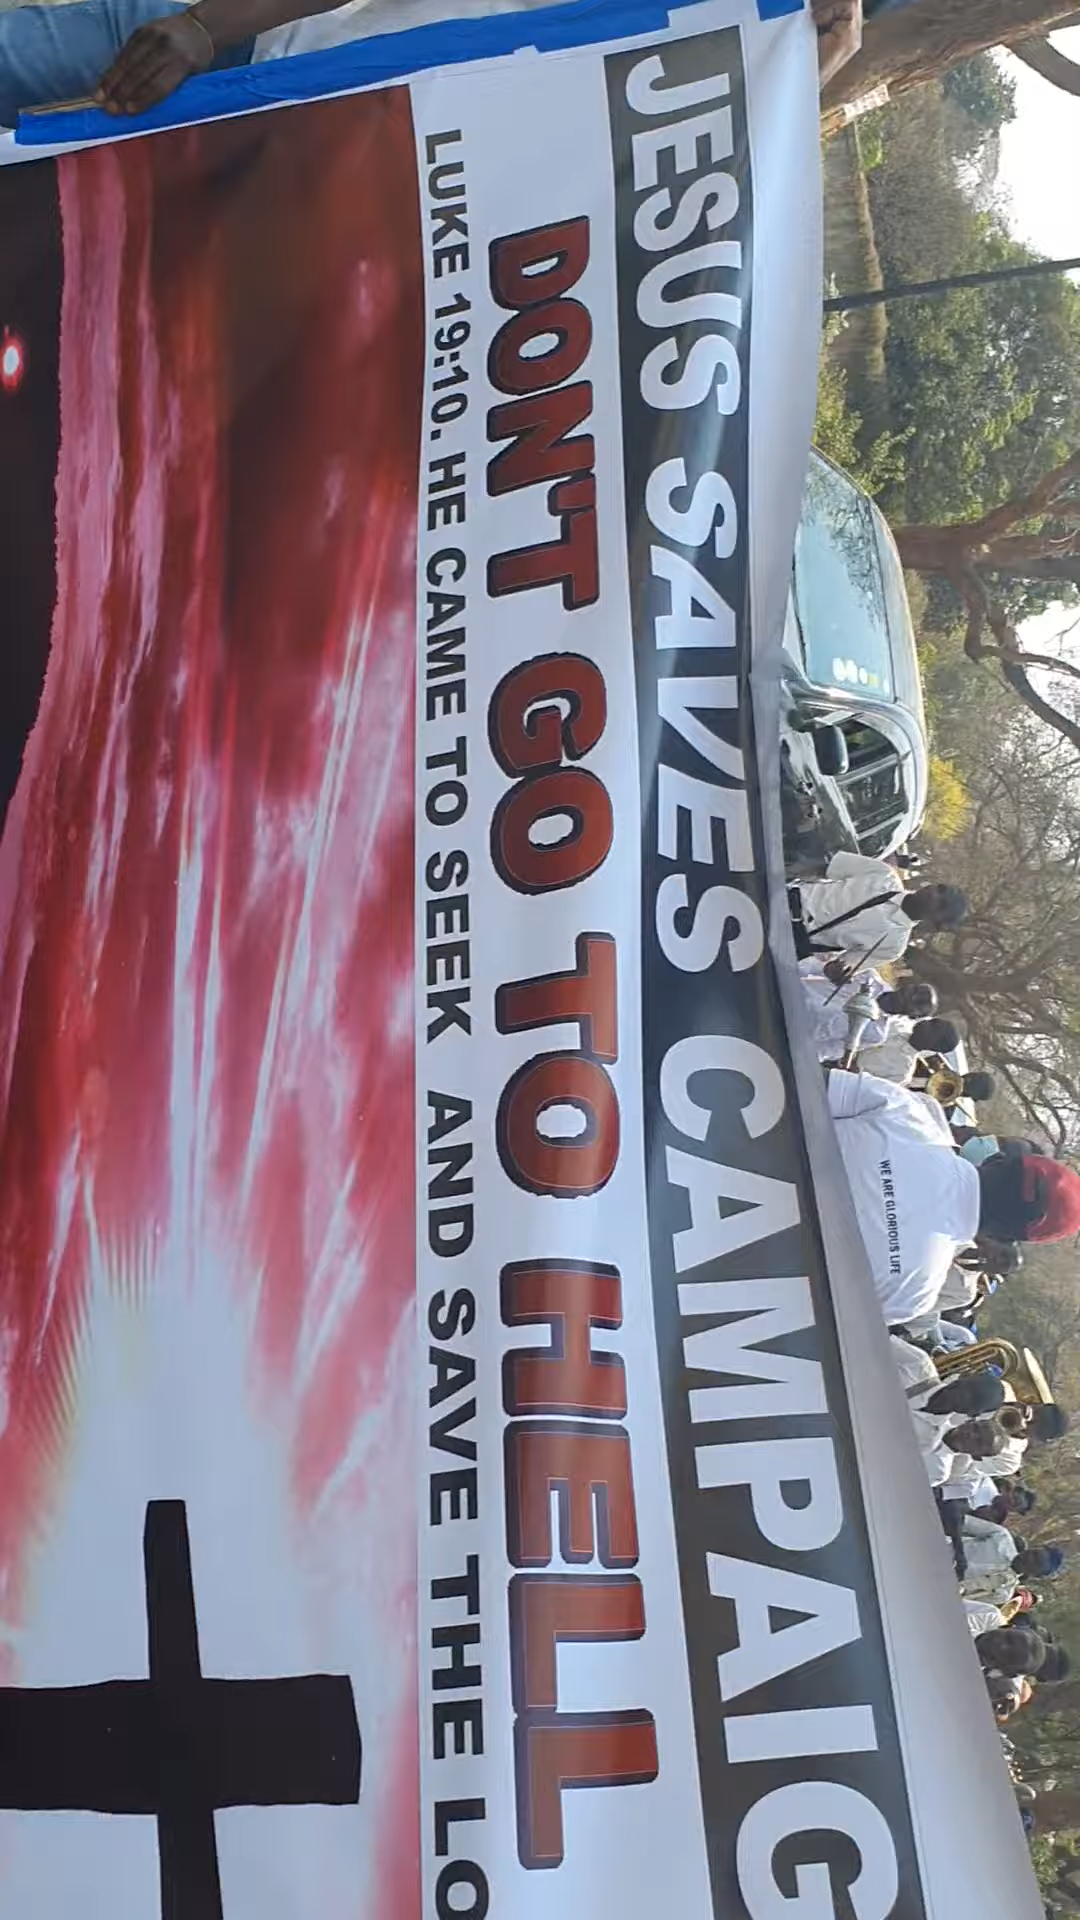 JESUS SAVES CAMPAIG
DON'T GO TO HELL
LUKE 19:10. HE CAME TO SEEK AND SAVE THE LO
WE ARE GLORIOUS LIFE